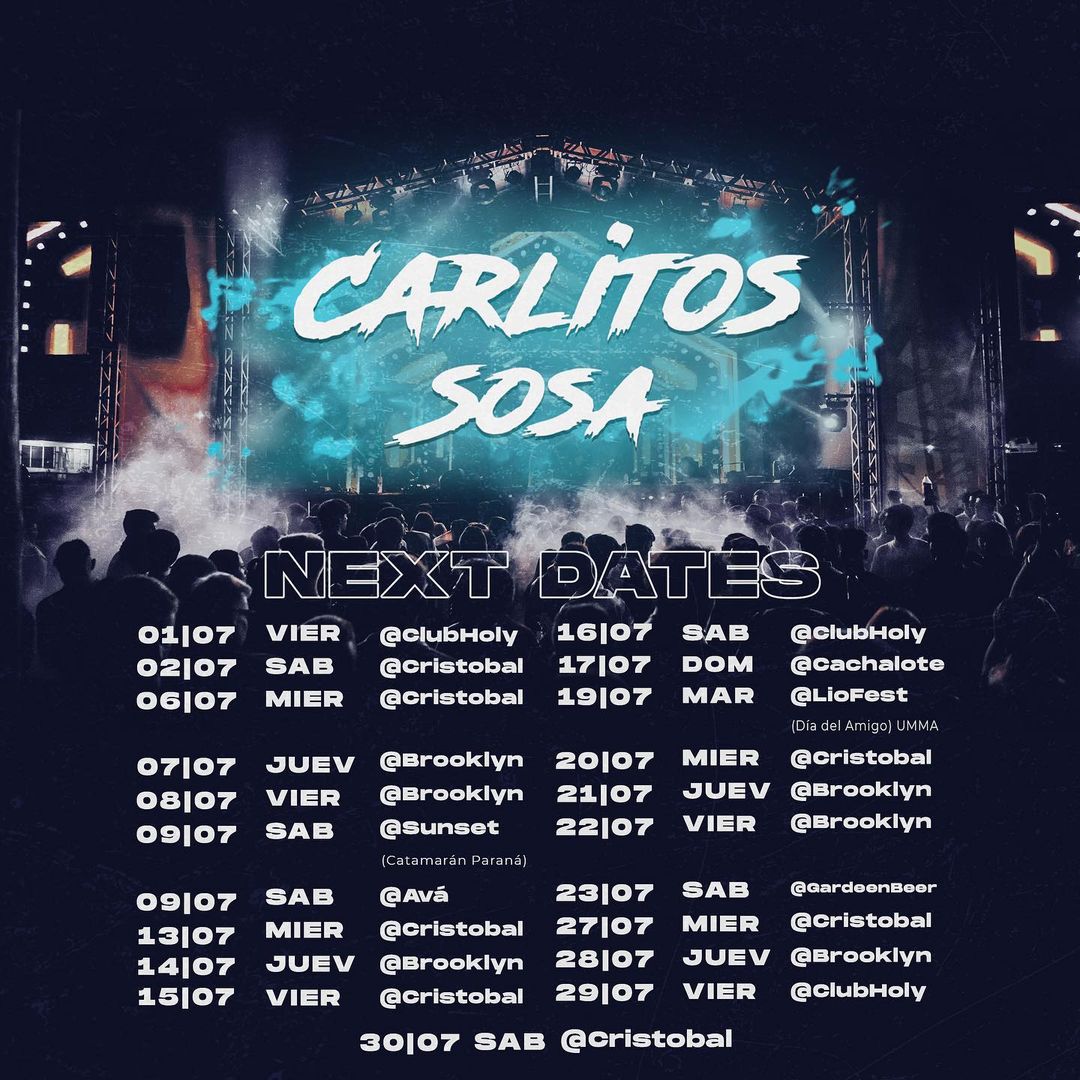 CARLITOS
SOSA
NEXT DATES
01|07 VIER @ClubHoly
02|07 SAB @Cristobal
06|07 MIER @Cristobal
07|07 JUEV @Brooklyn
08|07 VIER @Brooklyn
09|07 SAB @Sunset
(Catamarán Paraná)
09|07 SAB @Avá
13|07 MIER @Cristobal
14|07 JUEV @Brooklyn
15|07 VIER @Cristobal
16|07 SAB @ClubHoly
17|07 DOM @Cachalote
19|07 MAR @LioFest
(Día del Amigo) UMMA
20|07 MIER @Cristobal
21|07 JUEV @Brooklyn
22|07 VIER @Brooklyn
23|07 SAB @GardeenBeer
27|07 MIER @Cristobal
28|07 JUEV @Brooklyn
29|07 VIER @ClubHoly
30|07 SAB @Cristobal